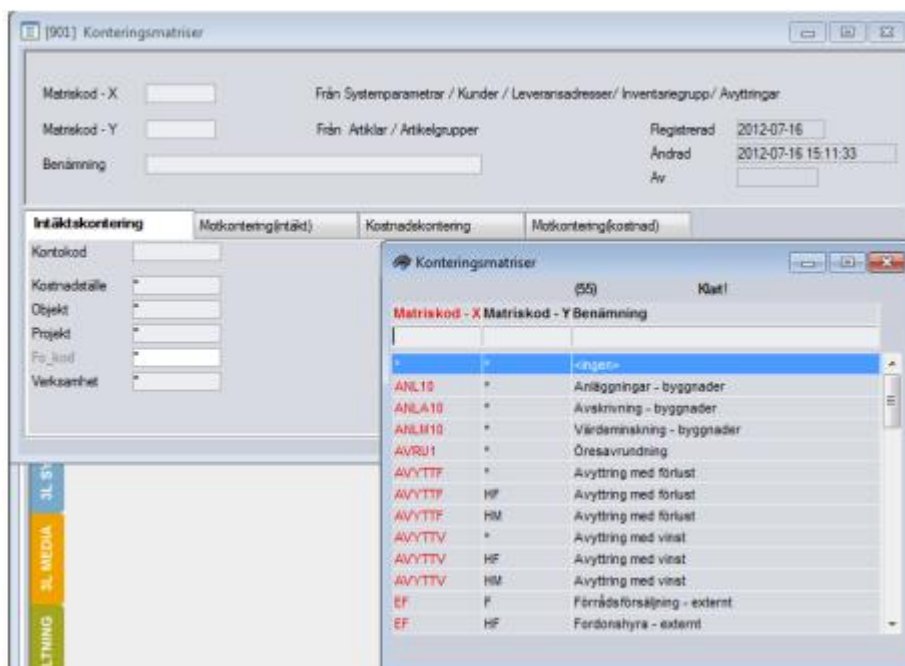 [901] Konteringsmatriser
Matriskod - X
Från Systemparametrar / Kunder / Leveransadresser/ Inventariegrupp/ Avyttringar
Matriskod - Y
Från Artiklar / Artikelgrupper
Registrerad 2012-07-16
Ändrad 2012-07-16 15:11:33
Benämning
Av
Intäktskontering Motkontering(intäkt) Kostnadskontering Motkontering(kostnad)
Kontokod
Kostnadställe *
Objekt *
Projekt *
Fo_kod *
Verksamhet *
Konteringsmatriser
(55) Klart!
Matriskod - X Matriskod - Y Benämning
* * <ingen>
ANL10 * Anläggningar - byggnader
ANLA10 * Avskrivning - byggnader
ANLM10 * Värdeminskning - byggnader
AVRU1 * Öresavrundning
AVYTTF * Avyttring med förlust
AVYTTF HF Avyttring med förlust
AVYTTF HM Avyttring med förlust
AVYTTV * Avyttring med vinst
AVYTTV HF Avyttring med vinst
AVYTTV HM Avyttring med vinst
EF F Förrådsförsäljning - externt
EF HF Fordonshyra - externt
3L SY
3L MEDIA
LTNING